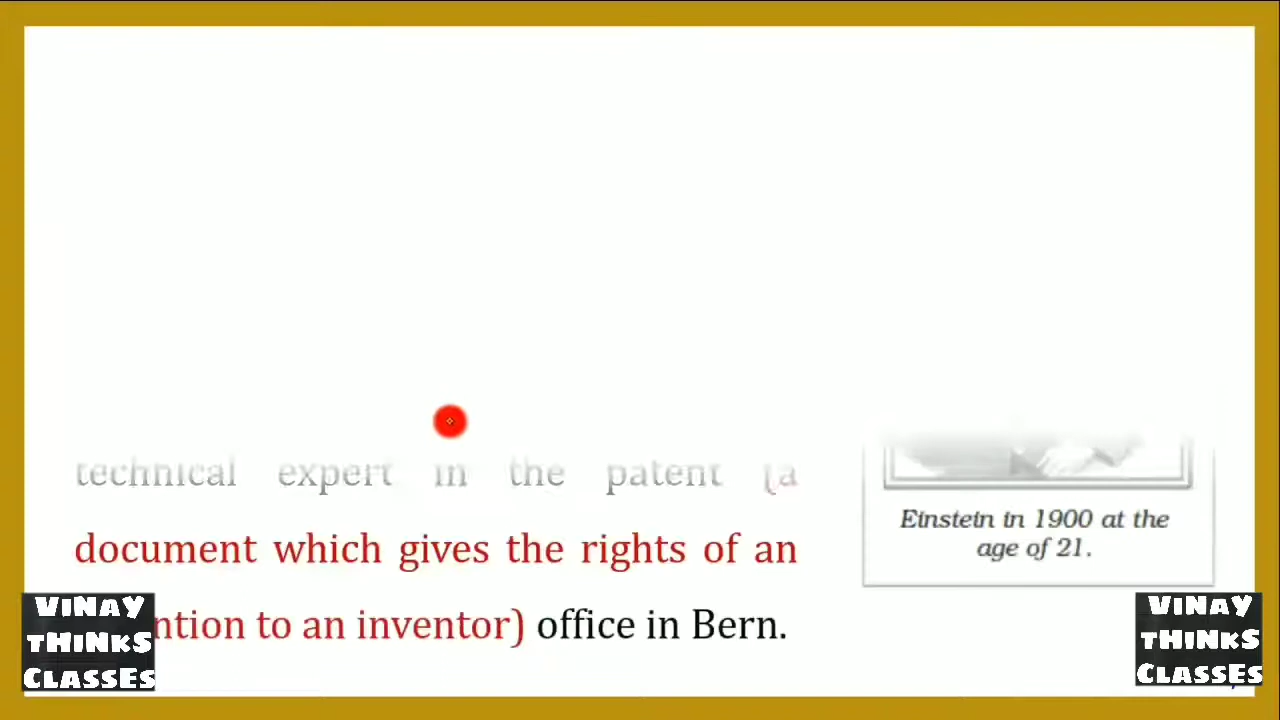 technical expert in the patent (a
document which gives the rights of an
ntion to an inventor) office in Bern.
Einstein in 1900 at the
age of 21.
ViNAY
tHiNKS
CLASSES
ViNAY
tHiNKS
CLASSES